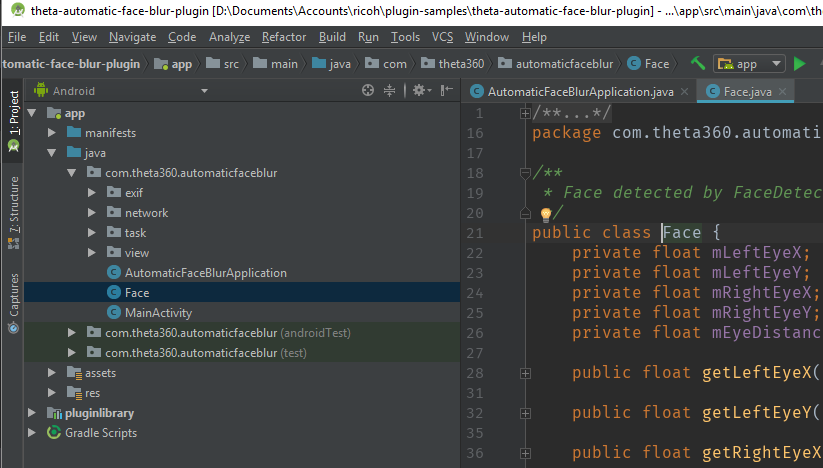 theta-automatic-face-blur-plugin [D:\Documents\Accounts\ricoh\plugin-samples\theta-automatic-face-blur-plugin] - ...\app\src\main\java\com\th
File Edit View Navigate Code Analyze Refactor Build Run Tools VCS Window Help
tomatic-face-blur-plugin app src main java com theta360 automaticfaceblur Face app
1: Project
7: Structure
Captures
Android
app
manifests
java
com.theta360.automaticfaceblur
exif
network
task
view
AutomaticFaceBlurApplication
Face
MainActivity
com.theta360.automaticfaceblur (androidTest)
com.theta360.automaticfaceblur (test)
assets
res
pluginlibrary
Gradle Scripts
AutomaticFaceBlurApplication.java Face.java
1 /**...*/
16 package com.theta360.automati
17
18 /**
19 * Face detected by FaceDetec
20 */
21 public class Face {
22 private float mLeftEyeX;
23 private float mLeftEyeY;
24 private float mRightEyeX;
25 private float mRightEyeY;
26 private float mEyeDistanc
27
28 public float getLeftEyeX(
31
32 public float getLeftEyeY(
35
36 public float getRightEyeX